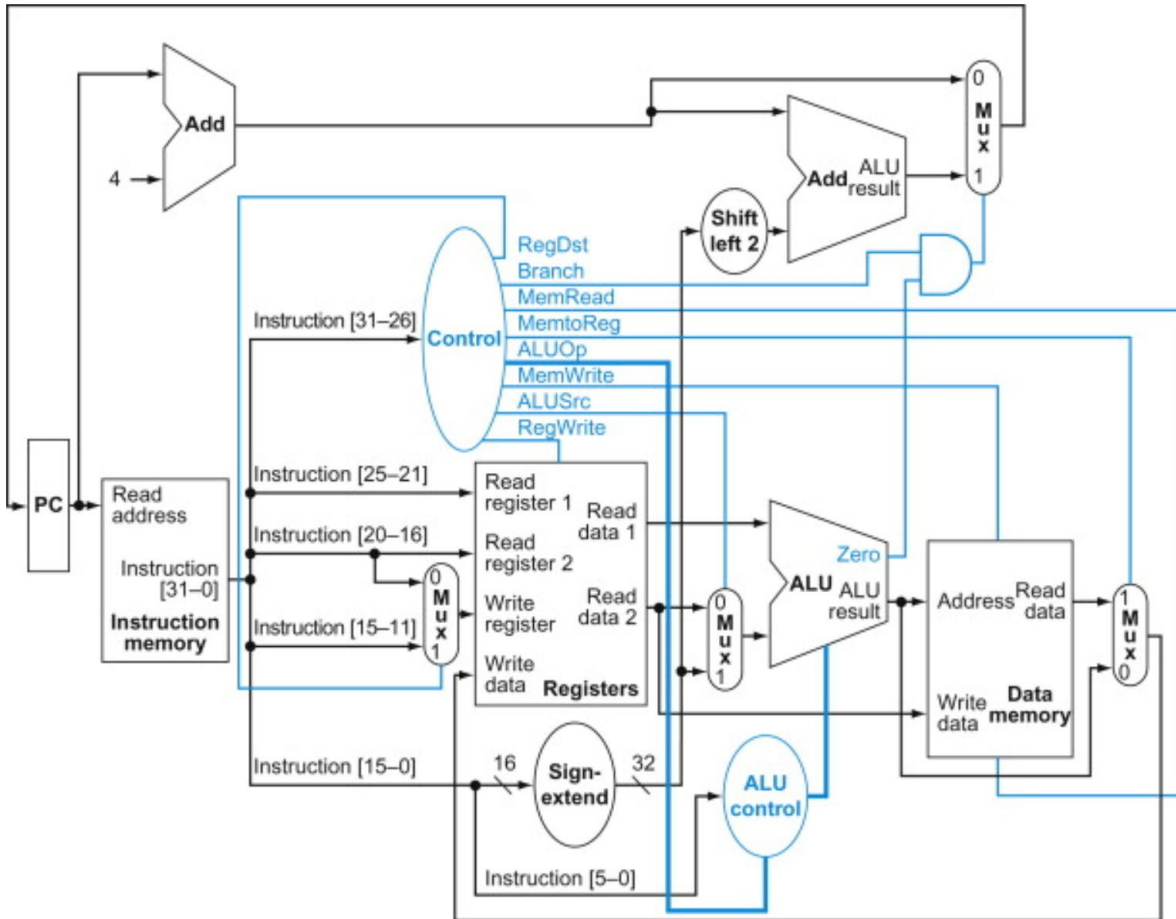 Add
4
0
Mux
1
Add
ALU
result
Shift
left 2
RegDst
Branch
MemRead
MemtoReg
ALUOp
MemWrite
ALUSrc
RegWrite
Control
Instruction [31–26]
PC
Read
address
Instruction
[31–0]
Instruction
memory
Instruction [25–21]
Instruction [20–16]
Instruction [15–11]
0
Mux
1
Read
register 1
Read
register 2
Write
register
Write
data
Read
data 1
Read
data 2
Registers
0
Mux
1
Zero
ALU
ALU
result
Address
Read
data
Write
data
Data
memory
1
Mux
0
Instruction [15–0]
16
Sign-
extend
32
ALU
control
Instruction [5–0]